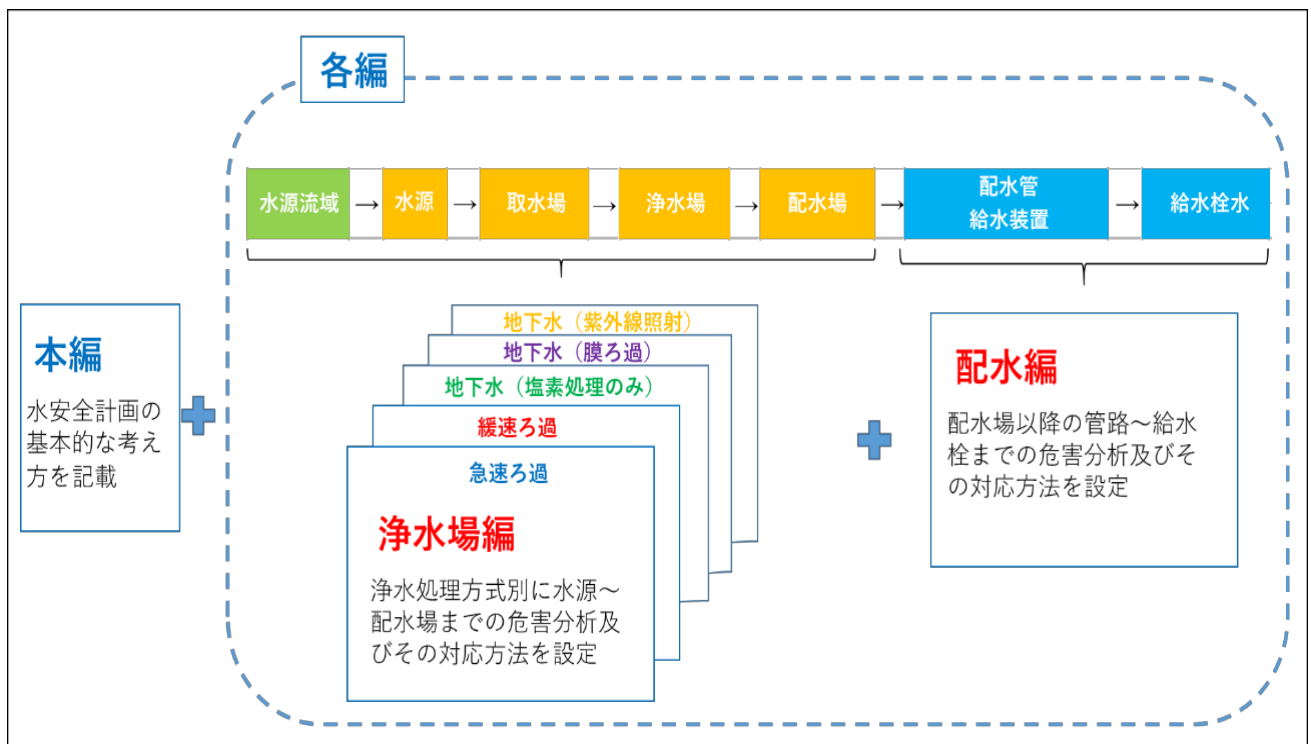 各編
水源流域 → 水源 → 取水場 → 浄水場 → 配水場 → 配水管 給水装置 → 給水栓水
本編
水安全計画の
基本的な考え
方を記載
地下水（紫外線照射）
地下水（膜ろ過）
地下水（塩素処理のみ）
緩速ろ過
急速ろ過
浄水場編
浄水処理方式別に水源～
配水場までの危害分析及
びその対応方法を設定
配水編
配水場以降の管路～給水
栓までの危害分析及びそ
の対応方法を設定